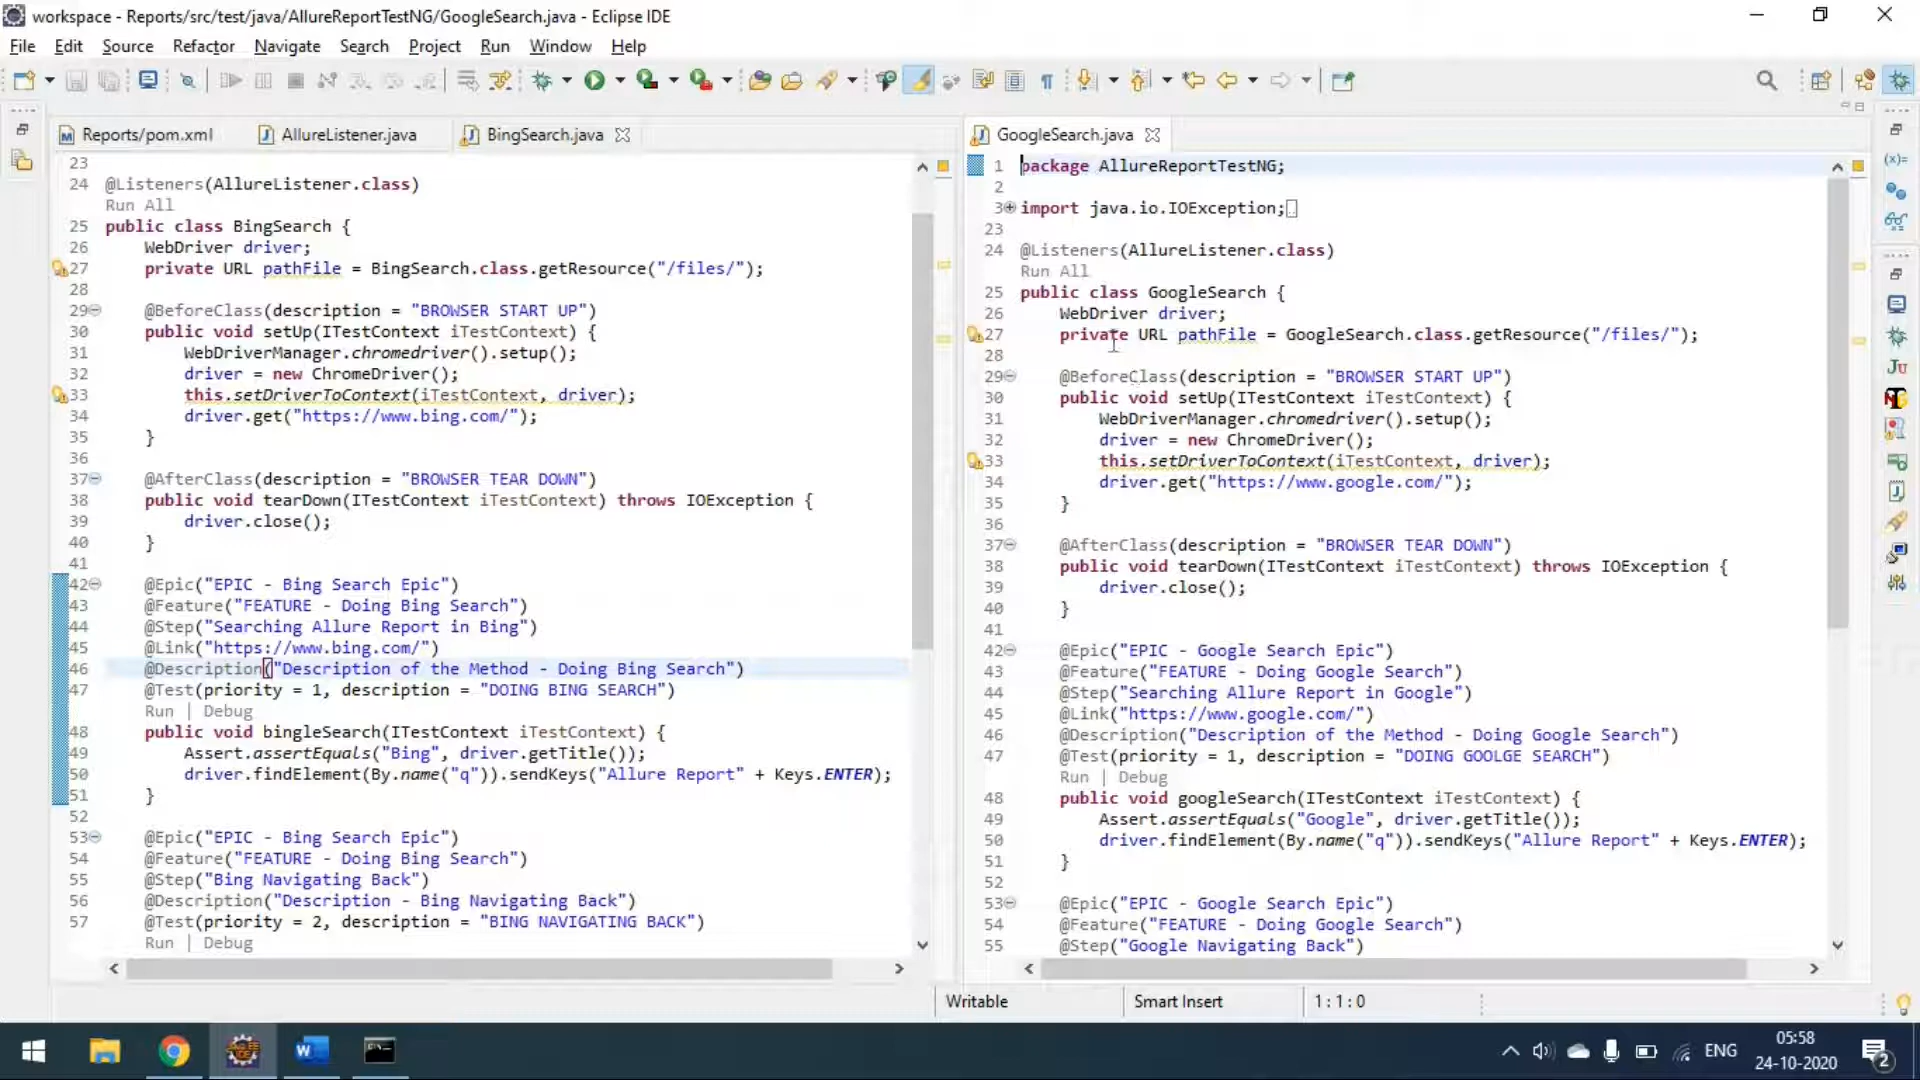 workspace - Reports/src/test/java/AllureReportTestNG/GoogleSearch.java - Eclipse IDE
File Edit Source Refactor Navigate Search Project Run Window Help
Reports/pom.xml AllureListener.java BingSearch.java
23
24 @Listeners(AllureListener.class)
Run All
25 public class BingSearch {
26 WebDriver driver;
27 private URL pathFile = BingSearch.class.getResource("/files/");
28
29 @BeforeClass(description = "BROWSER START UP")
30 public void setUp(ITestContext iTestContext) {
31 WebDriverManager.chromedriver().setup();
32 driver = new ChromeDriver();
33 this.setDriverToContext(iTestContext, driver);
34 driver.get("https://www.bing.com/");
35 }
36
37 @AfterClass(description = "BROWSER TEAR DOWN")
38 public void tearDown(ITestContext iTestContext) throws IOException {
39 driver.close();
40 }
41
42 @Epic("EPIC - Bing Search Epic")
43 @Feature("FEATURE - Doing Bing Search")
44 @Step("Searching Allure Report in Bing")
45 @Link("https://www.bing.com/")
46 @Description("Description of the Method - Doing Bing Search")
47 @Test(priority = 1, description = "DOING BING SEARCH")
Run | Debug
48 public void bingleSearch(ITestContext iTestContext) {
49 Assert.assertEquals("Bing", driver.getTitle());
50 driver.findElement(By.name("q")).sendKeys("Allure Report" + Keys.ENTER);
51 }
52
53 @Epic("EPIC - Bing Search Epic")
54 @Feature("FEATURE - Doing Bing Search")
55 @Step("Bing Navigating Back")
56 @Description("Description - Bing Navigating Back")
57 @Test(priority = 2, description = "BING NAVIGATING BACK")
Run | Debug
GoogleSearch.java
1 package AllureReportTestNG;
2
3 import java.io.IOException;
23
24 @Listeners(AllureListener.class)
Run All
25 public class GoogleSearch {
26 WebDriver driver;
27 private URL pathFile = GoogleSearch.class.getResource("/files/");
28
29 @BeforeClass(description = "BROWSER START UP")
30 public void setUp(ITestContext iTestContext) {
31 WebDriverManager.chromedriver().setup();
32 driver = new ChromeDriver();
33 this.setDriverToContext(iTestContext, driver);
34 driver.get("https://www.google.com/");
35 }
36
37 @AfterClass(description = "BROWSER TEAR DOWN")
38 public void tearDown(ITestContext iTestContext) throws IOException {
39 driver.close();
40 }
41
42 @Epic("EPIC - Google Search Epic")
43 @Feature("FEATURE - Doing Google Search")
44 @Step("Searching Allure Report in Google")
45 @Link("https://www.google.com/")
46 @Description("Description of the Method - Doing Google Search")
47 @Test(priority = 1, description = "DOING GOOLGE SEARCH")
Run | Debug
48 public void googleSearch(ITestContext iTestContext) {
49 Assert.assertEquals("Google", driver.getTitle());
50 driver.findElement(By.name("q")).sendKeys("Allure Report" + Keys.ENTER);
51 }
52
53 @Epic("EPIC - Google Search Epic")
54 @Feature("FEATURE - Doing Google Search")
55 @Step("Google Navigating Back")
Writable Smart Insert 1:1:0
ENG
05:58
24-10-2020
2